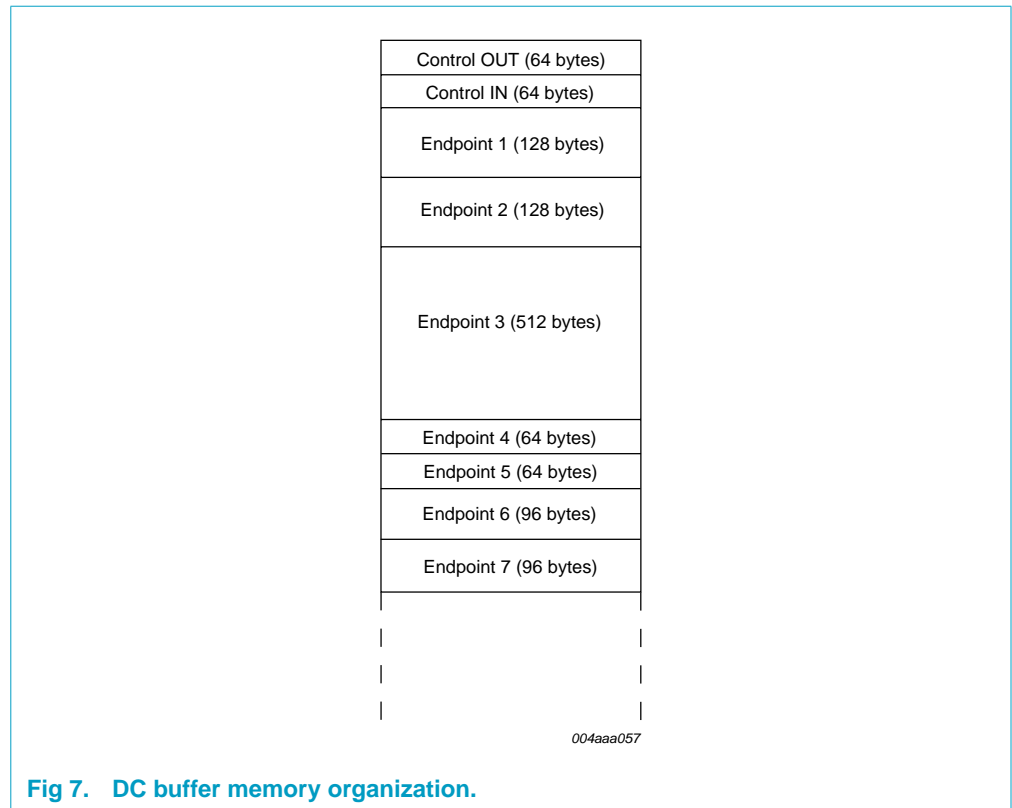 Control OUT (64 bytes)
Control IN (64 bytes)
Endpoint 1 (128 bytes)
Endpoint 2 (128 bytes)
Endpoint 3 (512 bytes)
Endpoint 4 (64 bytes)
Endpoint 5 (64 bytes)
Endpoint 6 (96 bytes)
Endpoint 7 (96 bytes)
004aaa057
Fig 7. DC buffer memory organization.